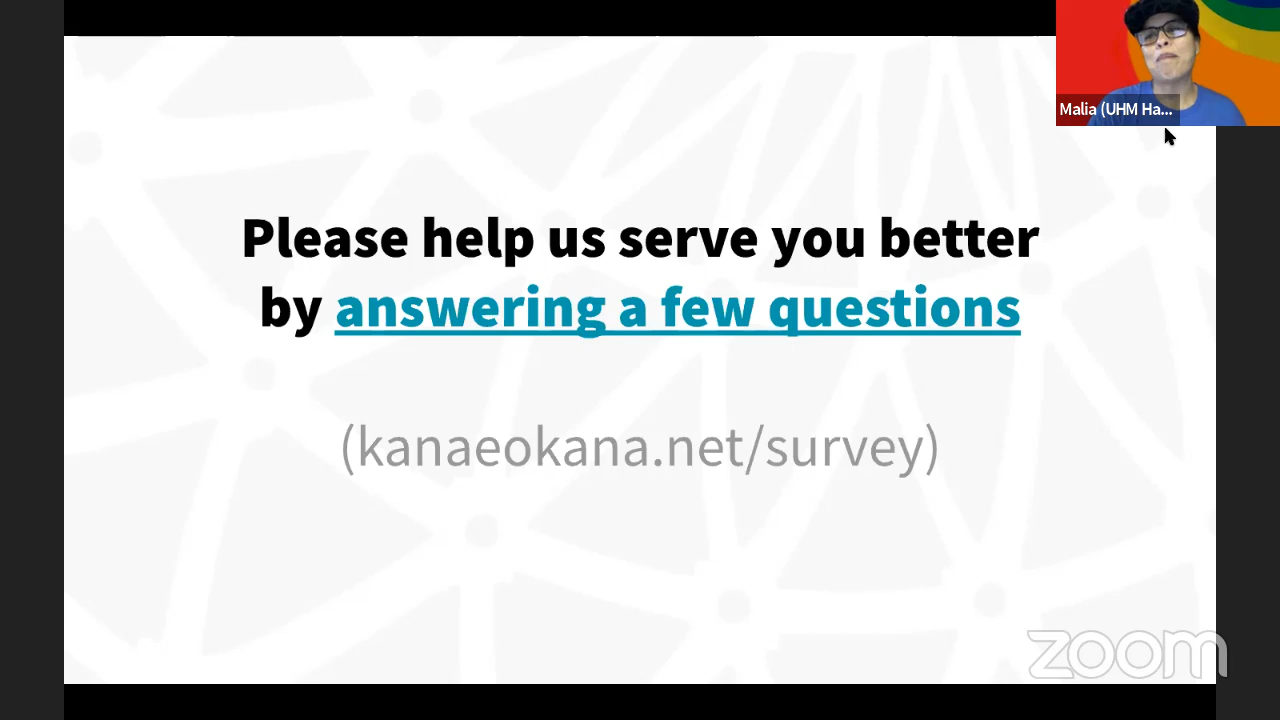 Malia (UHM Ha...
Please help us serve you better
by answering a few questions
(kanaeokana.net/survey)
zoom